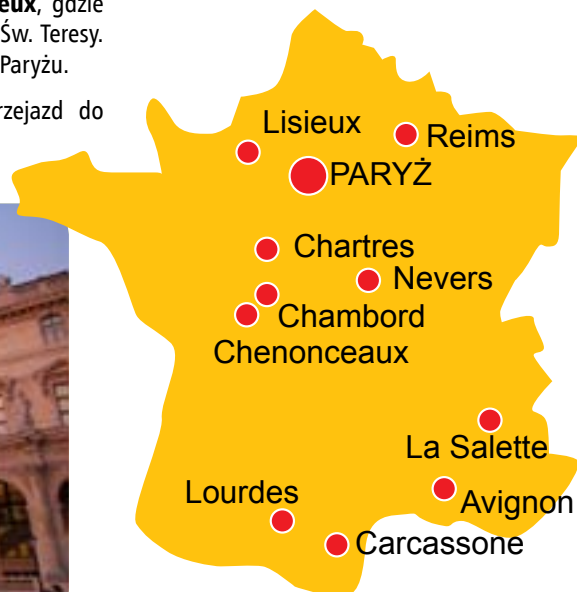 eux, gdzie
Św. Teresy.
Paryżu.
rzejazd do
Lisieux
Reims
PARYŻ
Chartres
Nevers
Chambord
Chenonceaux
La Salette
Lourdes
Avignon
Carcassone